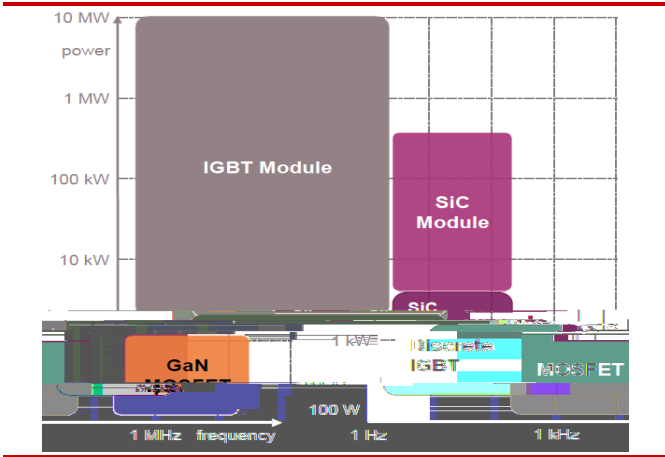 10 MW
power
1 MW
IGBT Module
100 kW
SiC
Module
10 kW
SiC
1 kW
Discrete
IGBT
GaN
MOSFET
100 W
1 MHz frequency 1 Hz 1 kHz